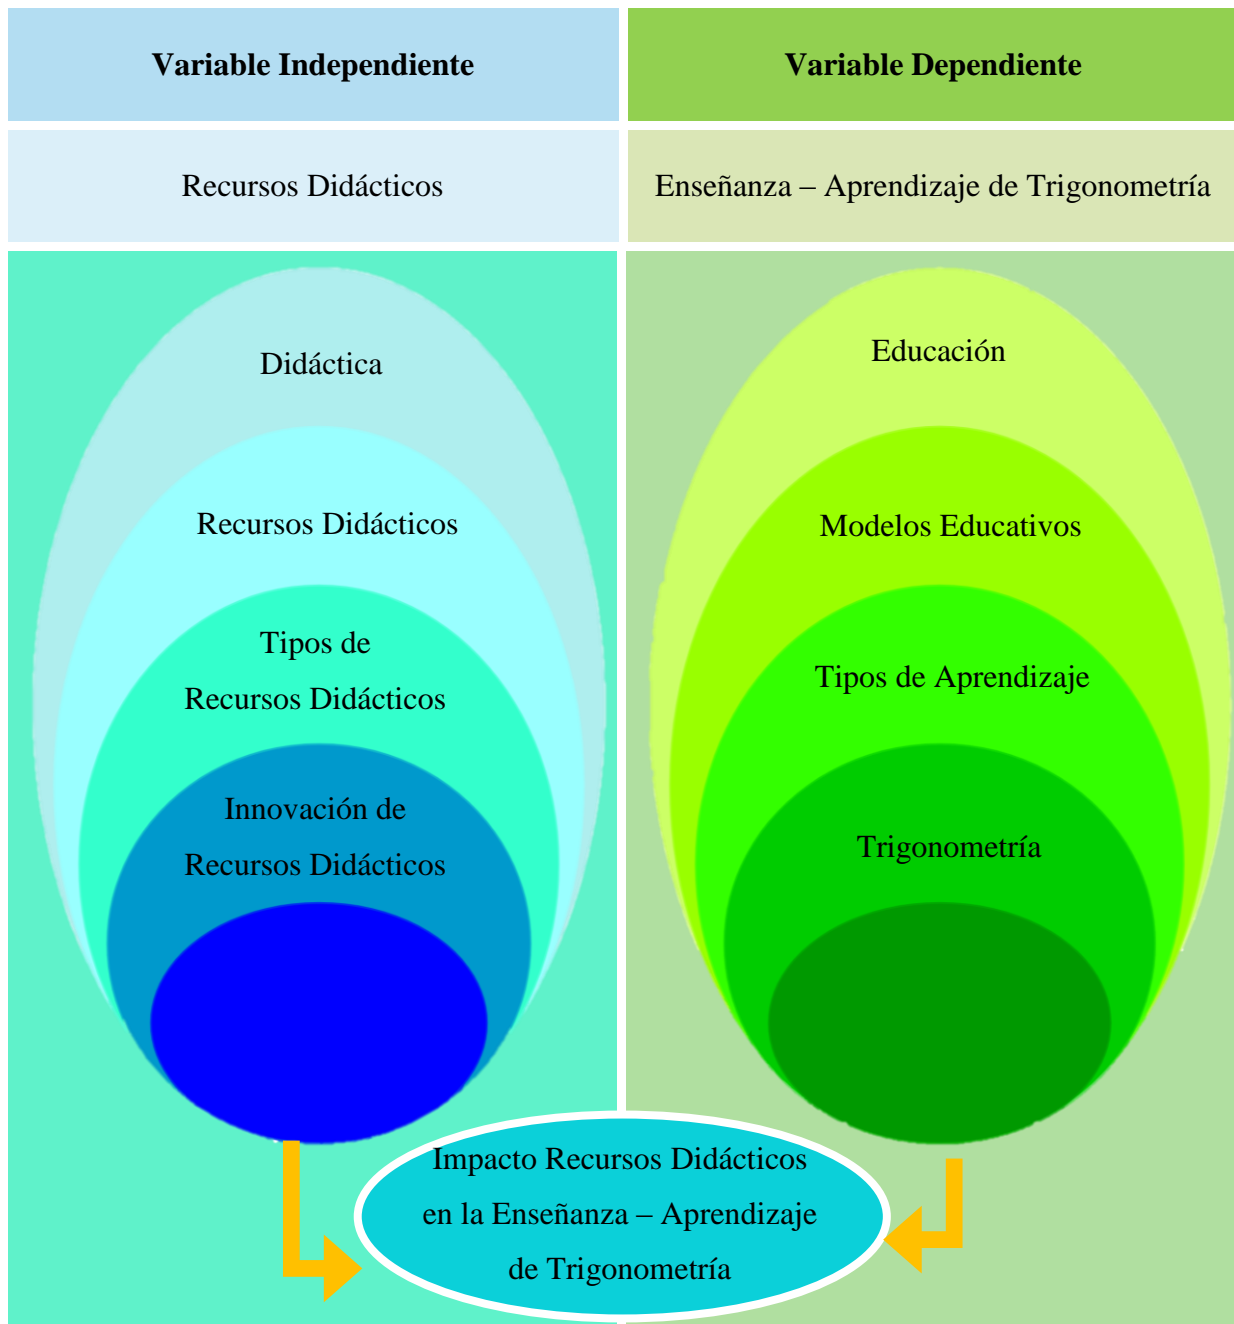 Variable Independiente
Variable Dependiente
Recursos Didácticos
Enseñanza – Aprendizaje de Trigonometría
Didáctica
Recursos Didácticos
Tipos de
Recursos Didácticos
Innovación de
Recursos Didácticos
Educación
Modelos Educativos
Tipos de Aprendizaje
Trigonometría
Impacto Recursos Didácticos
en la Enseñanza – Aprendizaje
de Trigonometría